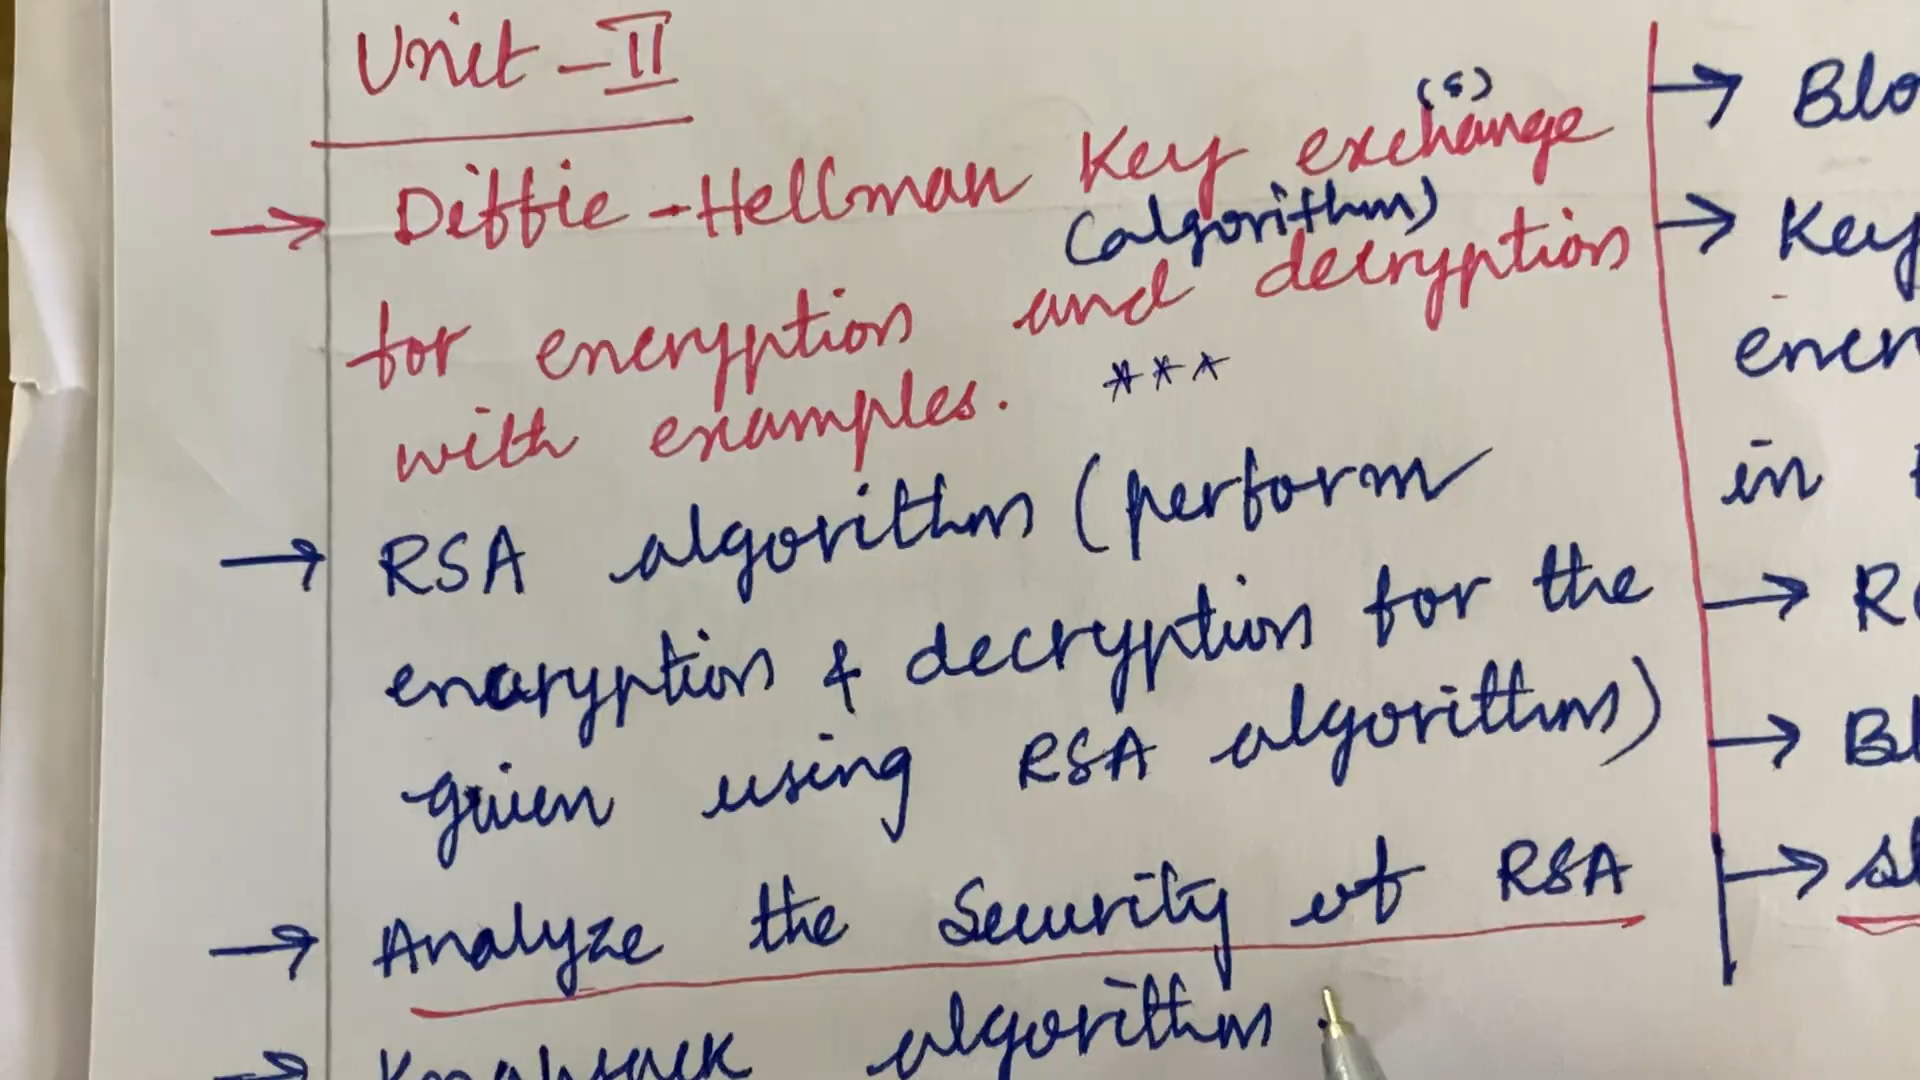 Unit - II
(s)
→ Diffie - Hellman Key exchange
(algorithm)
for encryption and decryption
with examples. ***
→ RSA algorithm (perform
encryption & decryption for the
given using RSA algorithm)
→ Analyze the Security of RSA
algorithm.
→ Knapsack
→ Blo
→ Key
encr
in
→ R
→ Bl
→